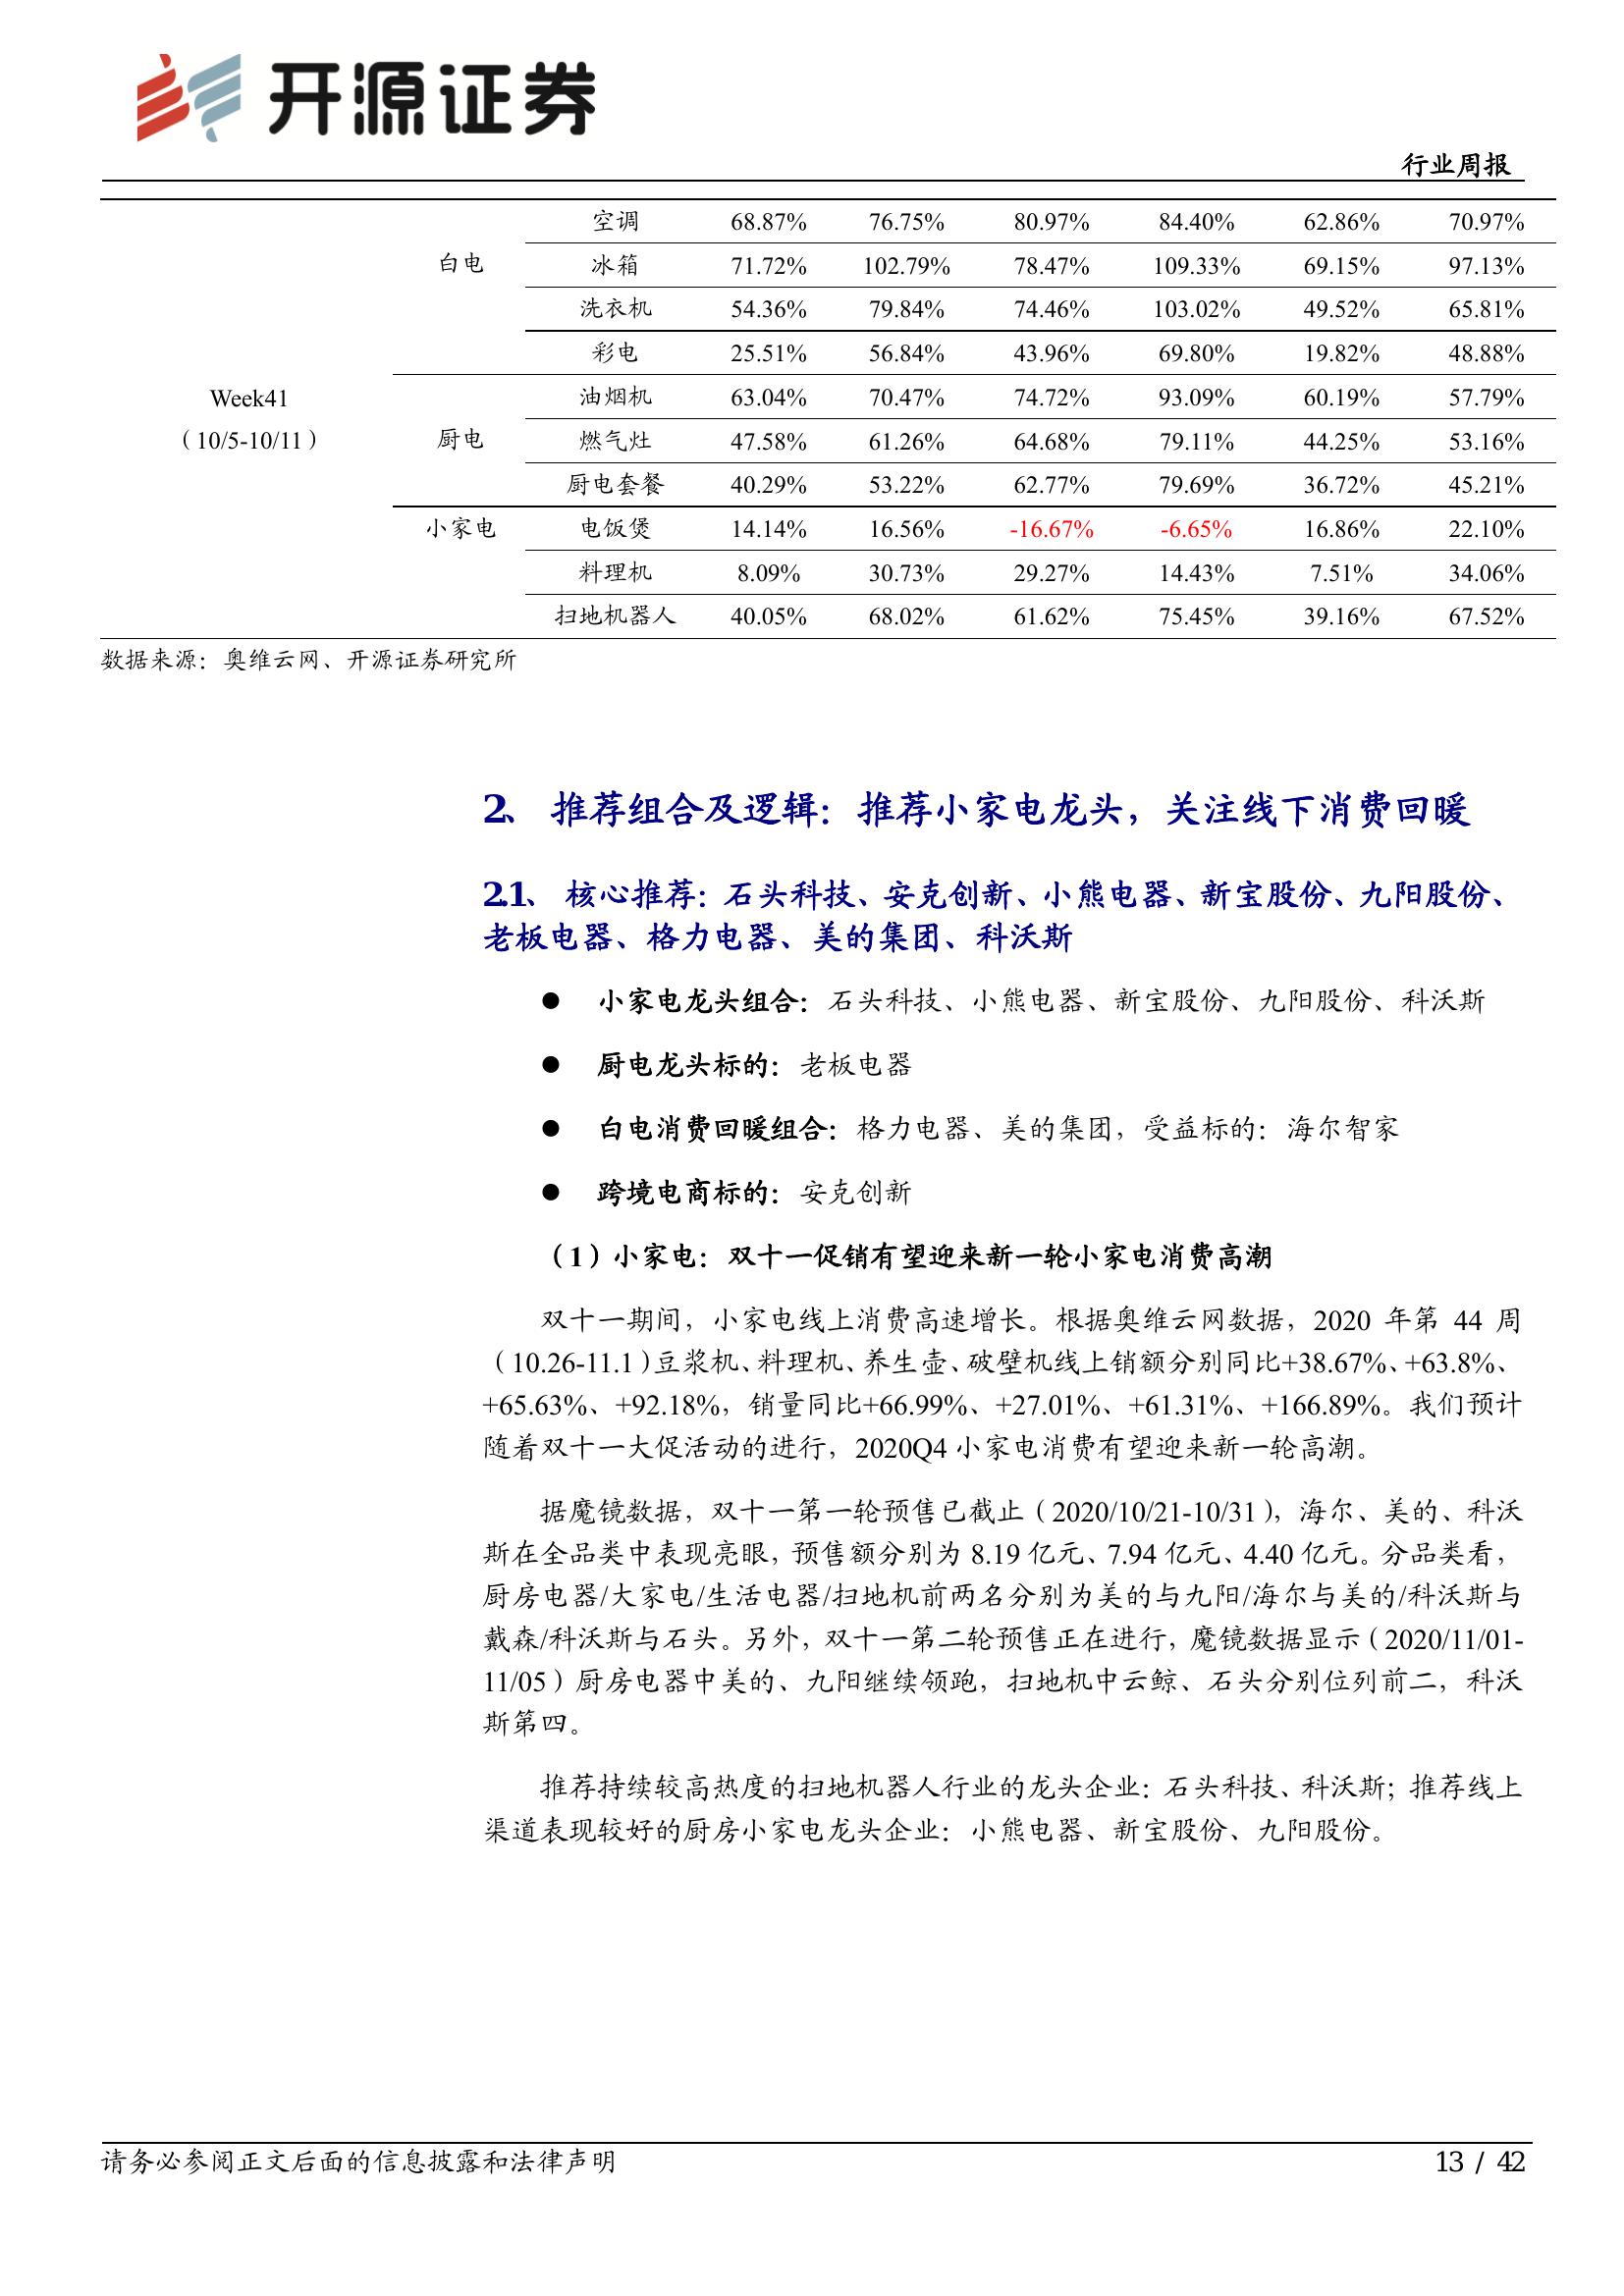 开源证券
行业周报
空调 68.87% 76.75% 80.97% 84.40% 62.86% 70.97%
白电 冰箱 71.72% 102.79% 78.47% 109.33% 69.15% 97.13%
洗衣机 54.36% 79.84% 74.46% 103.02% 49.52% 65.81%
彩电 25.51% 56.84% 43.96% 69.80% 19.82% 48.88%
Week41 油烟机 63.04% 70.47% 74.72% 93.09% 60.19% 57.79%
（10/5-10/11） 厨电 燃气灶 47.58% 61.26% 64.68% 79.11% 44.25% 53.16%
厨电套餐 40.29% 53.22% 62.77% 79.69% 36.72% 45.21%
小家电 电饭煲 14.14% 16.56% -16.67% -6.65% 16.86% 22.10%
料理机 8.09% 30.73% 29.27% 14.43% 7.51% 34.06%
扫地机器人 40.05% 68.02% 61.62% 75.45% 39.16% 67.52%
数据来源：奥维云网、开源证券研究所
2、 推荐组合及逻辑：推荐小家电龙头，关注线下消费回暖
2.1、 核心推荐：石头科技、安克创新、小熊电器、新宝股份、九阳股份、
老板电器、格力电器、美的集团、科沃斯
● 小家电龙头组合：石头科技、小熊电器、新宝股份、九阳股份、科沃斯
● 厨电龙头标的：老板电器
● 白电消费回暖组合：格力电器、美的集团，受益标的：海尔智家
● 跨境电商标的：安克创新
（1）小家电：双十一促销有望迎来新一轮小家电消费高潮
双十一期间，小家电线上消费高速增长。根据奥维云网数据，2020 年第 44 周
（10.26-11.1）豆浆机、料理机、养生壶、破壁机线上销额分别同比+38.67%、+63.8%、
+65.63%、+92.18%，销量同比+66.99%、+27.01%、+61.31%、+166.89%。我们预计
随着双十一大促活动的进行，2020Q4 小家电消费有望迎来新一轮高潮。
据魔镜数据，双十一第一轮预售已截止（2020/10/21-10/31），海尔、美的、科沃
斯在全品类中表现亮眼，预售额分别为 8.19 亿元、7.94 亿元、4.40 亿元。分品类看，
厨房电器/大家电/生活电器/扫地机前两名分别为美的与九阳/海尔与美的/科沃斯与
戴森/科沃斯与石头。另外，双十一第二轮预售正在进行，魔镜数据显示（2020/11/01-
11/05）厨房电器中美的、九阳继续领跑，扫地机中云鲸、石头分别位列前二，科沃
斯第四。
推荐持续较高热度的扫地机器人行业的龙头企业：石头科技、科沃斯；推荐线上
渠道表现较好的厨房小家电龙头企业：小熊电器、新宝股份、九阳股份。
请务必参阅正文后面的信息披露和法律声明 13 / 42